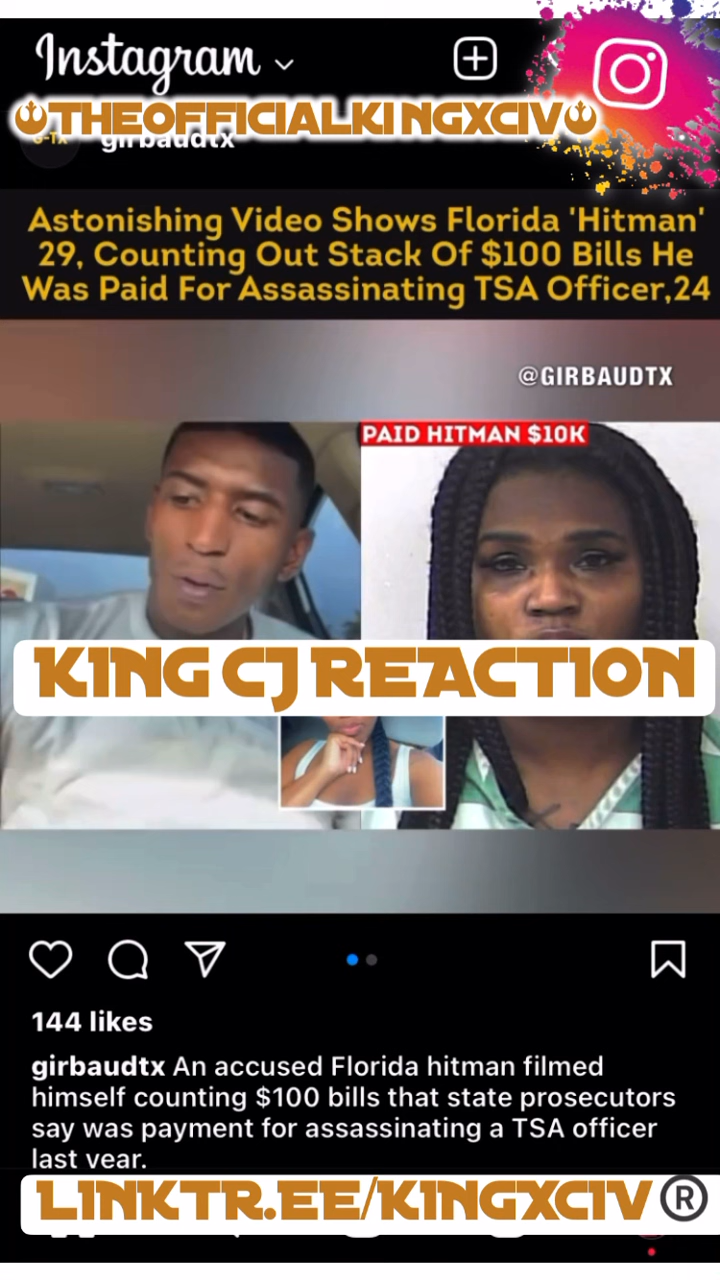 Instagram
THEOFFICIALKINGXCIV
girbaudtx
Astonishing Video Shows Florida 'Hitman'
29, Counting Out Stack Of $100 Bills He
Was Paid For Assassinating TSA Officer,24
@GIRBAUDTX
PAID HITMAN $10K
KING CJ REACTION
144 likes
girbaudtx An accused Florida hitman filmed
himself counting $100 bills that state prosecutors
say was payment for assassinating a TSA officer
last year.
LINKTR.EE/KINGXCIV®